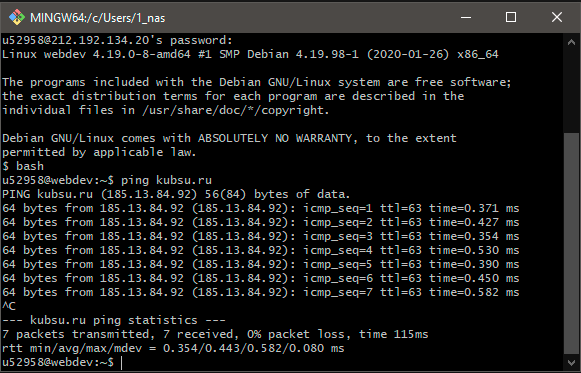 MINGW64:/c/Users/1_nas
u52958@212.192.134.20's password:
Linux webdev 4.19.0-8-amd64 #1 SMP Debian 4.19.98-1 (2020-01-26) x86_64
The programs included with the Debian GNU/Linux system are free software;
the exact distribution terms for each program are described in the
individual files in /usr/share/doc/*/copyright.
Debian GNU/Linux comes with ABSOLUTELY NO WARRANTY, to the extent
permitted by applicable law.
$ bash
u52958@webdev:~$ ping kubsu.ru
PING kubsu.ru (185.13.84.92) 56(84) bytes of data.
64 bytes from 185.13.84.92 (185.13.84.92): icmp_seq=1 ttl=63 time=0.371 ms
64 bytes from 185.13.84.92 (185.13.84.92): icmp_seq=2 ttl=63 time=0.427 ms
64 bytes from 185.13.84.92 (185.13.84.92): icmp_seq=3 ttl=63 time=0.354 ms
64 bytes from 185.13.84.92 (185.13.84.92): icmp_seq=4 ttl=63 time=0.530 ms
64 bytes from 185.13.84.92 (185.13.84.92): icmp_seq=5 ttl=63 time=0.390 ms
64 bytes from 185.13.84.92 (185.13.84.92): icmp_seq=6 ttl=63 time=0.450 ms
64 bytes from 185.13.84.92 (185.13.84.92): icmp_seq=7 ttl=63 time=0.582 ms
^C
--- kubsu.ru ping statistics ---
7 packets transmitted, 7 received, 0% packet loss, time 115ms
rtt min/avg/max/mdev = 0.354/0.443/0.582/0.080 ms
u52958@webdev:~$